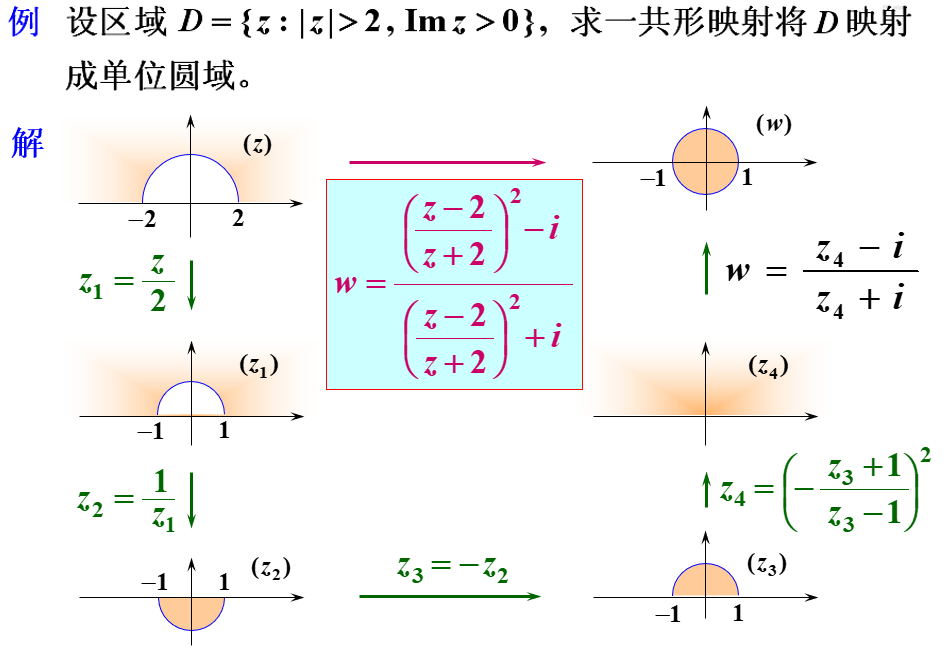 例 设区域 D = {z : |z| > 2, Im z > 0}, 求一共形映射将 D 映射
成单位圆域。
解
(z)
−2 2
(w)
−1 1
w = \frac{\left(\frac{z-2}{z+2}\right)^2 - i}{\left(\frac{z-2}{z+2}\right)^2 + i}
z_1 = \frac{z}{2}
w = \frac{z_4 - i}{z_4 + i}
(z_1)
−1 1
(z_4)
z_2 = \frac{1}{z_1}
z_4 = \left(-\frac{z_3+1}{z_3-1}\right)^2
−1 1 (z_2)
z_3 = −z_2
(z_3)
−1 1